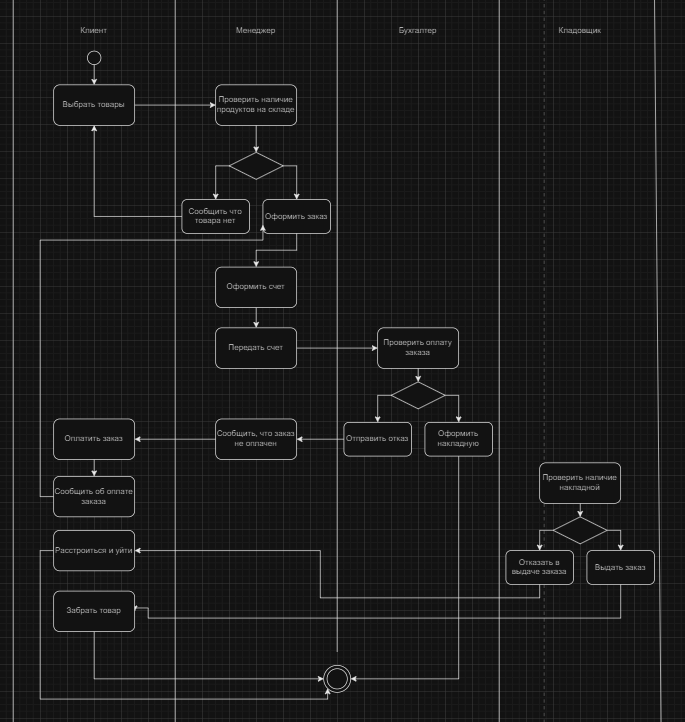 Клиент
Менеджер
Бухгалтер
Кладовщик
Выбрать товары
Проверить наличие
продуктов на складе
Сообщить что
товара нет
Оформить заказ
Оформить счет
Передать счет
Проверить оплату
заказа
Оплатить заказ
Сообщить, что заказ
не оплачен
Отправить отказ
Оформить
накладную
Сообщить об оплате
заказа
Проверить наличие
накладной
Расстроиться и уйти
Отказать в
выдаче заказа
Выдать заказ
Забрать товар